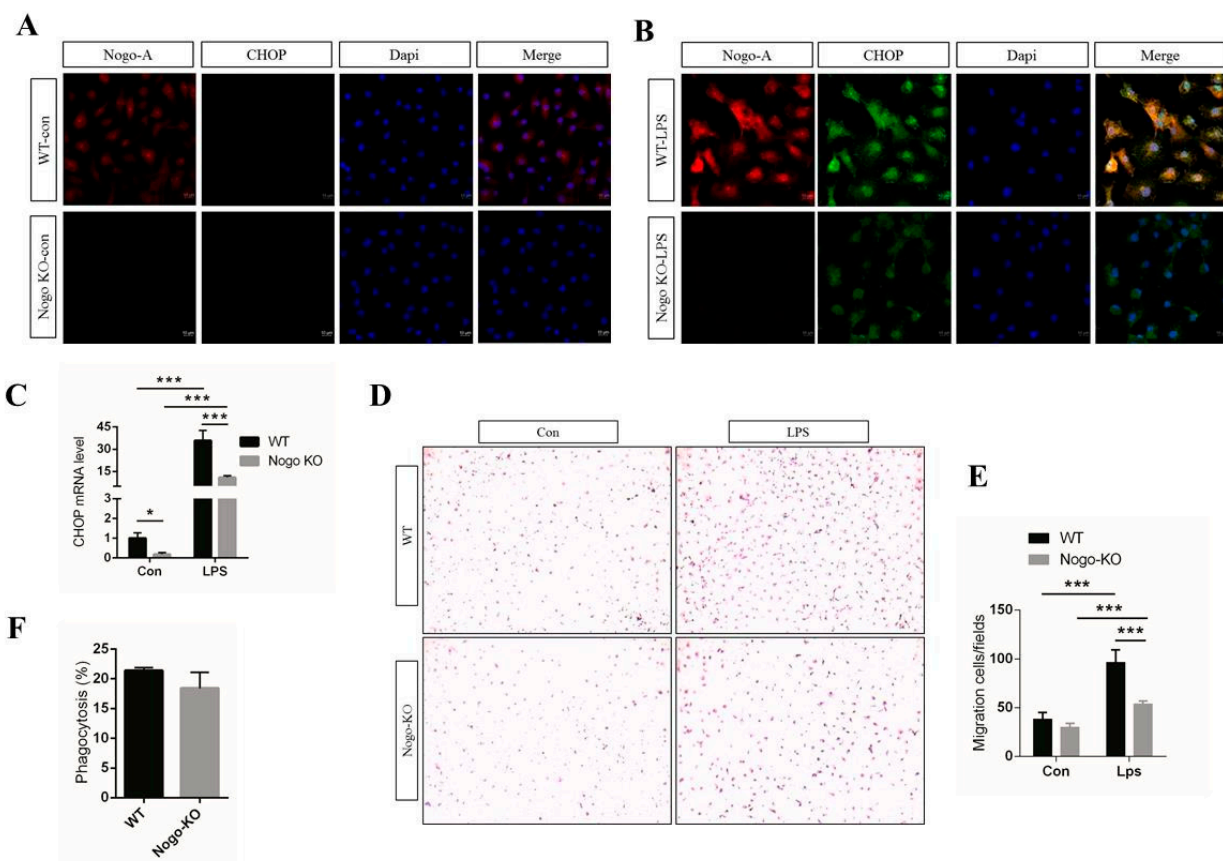 A
Nogo-A CHOP Dapi Merge
WT-con
Nogo KO-con
B
Nogo-A CHOP Dapi Merge
WT-LPS
Nogo KO-LPS
C
***
***
***
*
CHOP mRNA level
45
30
15
3
2
1
0
Con LPS
WT
Nogo KO
D
Con LPS
WT
Nogo-KO
E
WT
Nogo-KO
***
***
***
Migration cells/fields
150
100
50
0
Con Lps
F
Phagocytosis (%)
25
20
15
10
5
0
WT Nogo-KO